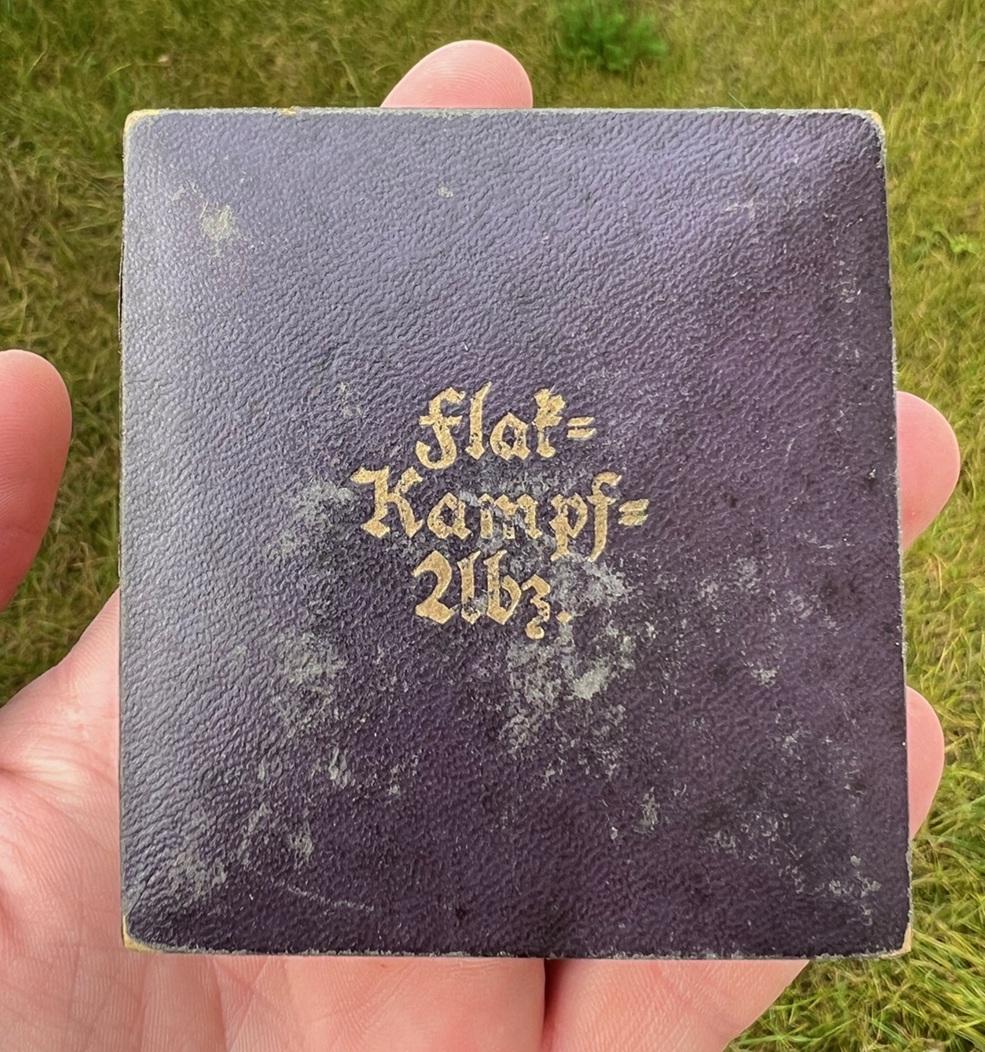 Flak=
Kampf=
Abz.